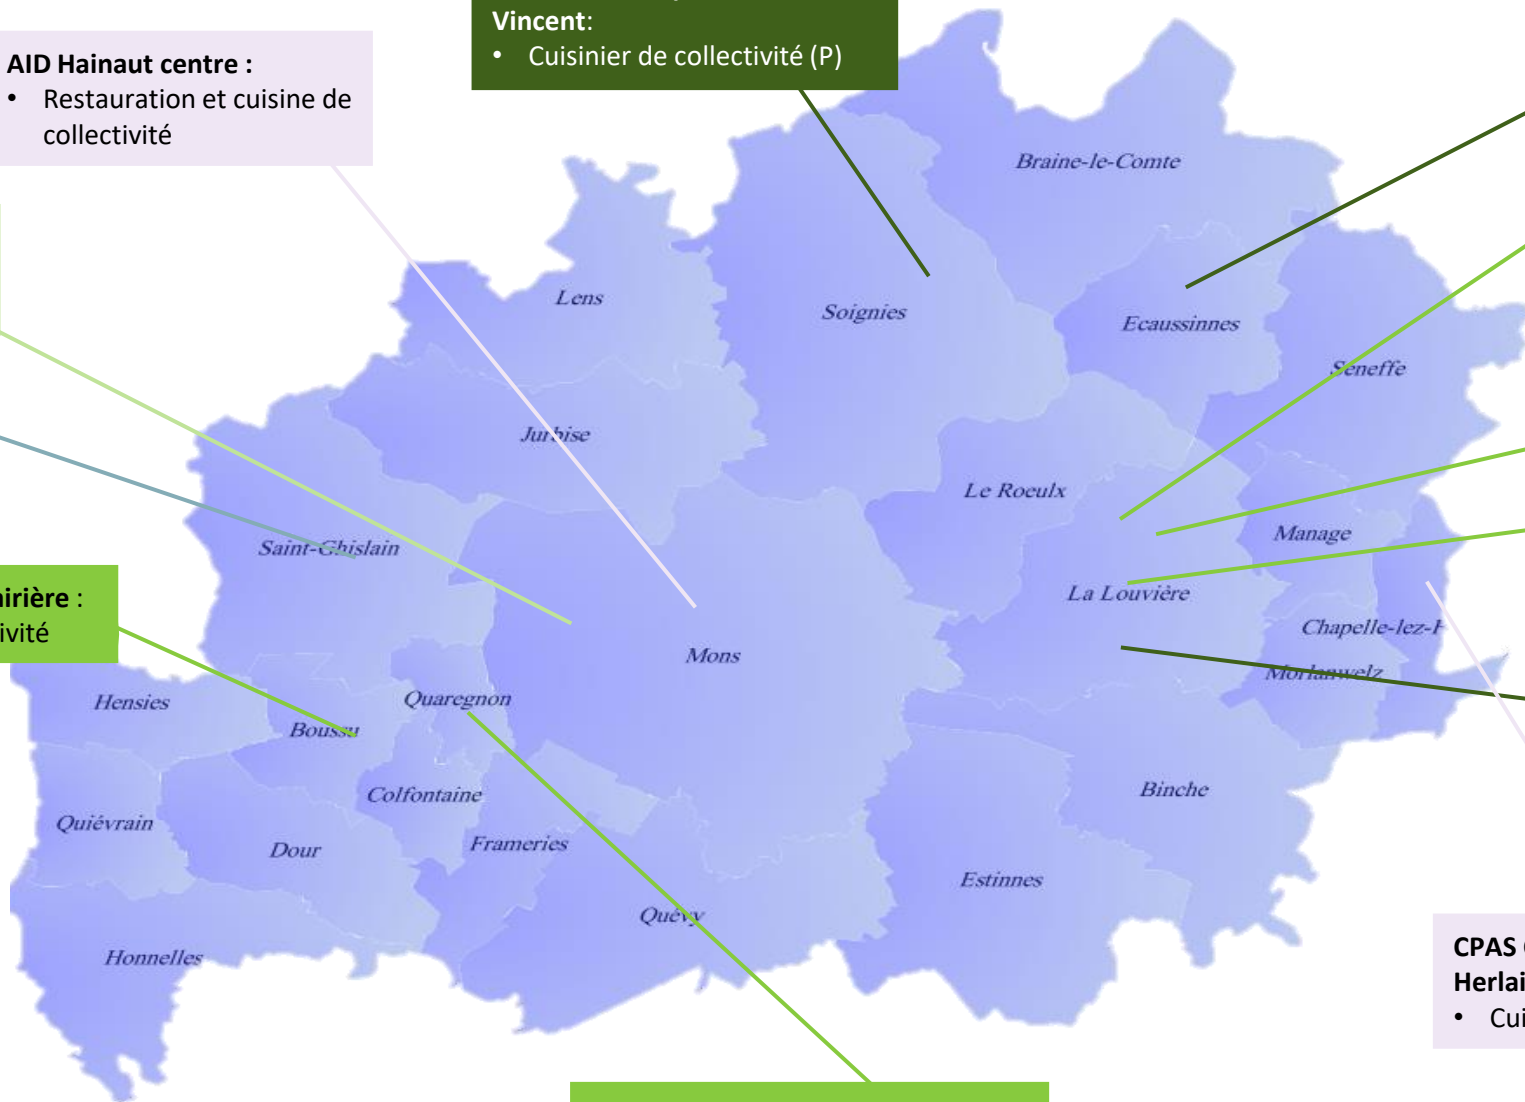 Vincent:
• Cuisinier de collectivité (P)
AID Hainaut centre :
• Restauration et cuisine de
collectivité
Braine-le-Comte
Lens
Soignies
Ecaussinnes
Seneffe
Jurbise
Le Roeulx
Manage
Saint-Ghislain
La Louvière
irière :
ivité
Chapelle-lez-H
Mons
Morlanwelz
Hensies
Quaregnon
Boussu
Binche
Colfontaine
Quiévrain
Frameries
Dour
Estinnes
Quévy
Honnelles
CPAS
Herlai
• Cui